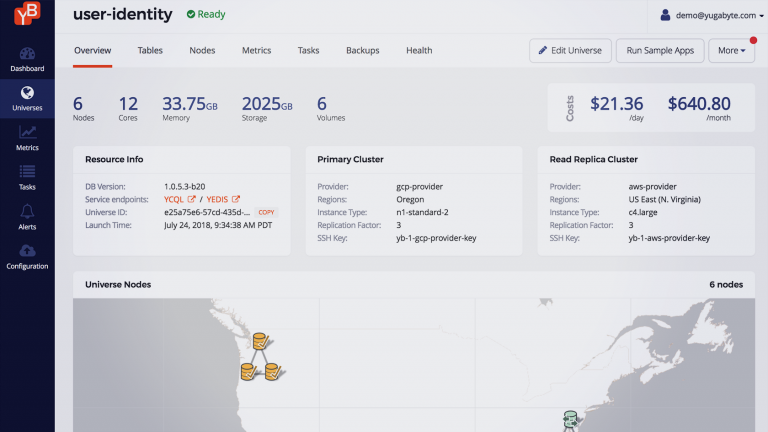 YB
user-identity
Ready
demo@yugabyte.com
Dashboard
Universes
Metrics
Tasks
Alerts
Configuration
Overview Tables Nodes Metrics Tasks Backups Health
Edit Universe Run Sample Apps More
6 Nodes
12 Cores
33.75GB Memory
2025GB Storage
6 Volumes
Costs
$21.36 /day
$640.80 /month
Resource Info
DB Version: 1.0.5.3-b20
Service endpoints: YCQL / YEDIS
Universe ID: e25a75e6-57cd-435d-... COPY
Launch Time: July 24, 2018, 9:34:38 AM PDT
Primary Cluster
Provider: gcp-provider
Regions: Oregon
Instance Type: n1-standard-2
Replication Factor: 3
SSH Key: yb-1-gcp-provider-key
Read Replica Cluster
Provider: aws-provider
Regions: US East (N. Virginia)
Instance Type: c4.large
Replication Factor: 3
SSH Key: yb-1-aws-provider-key
Universe Nodes
6 nodes